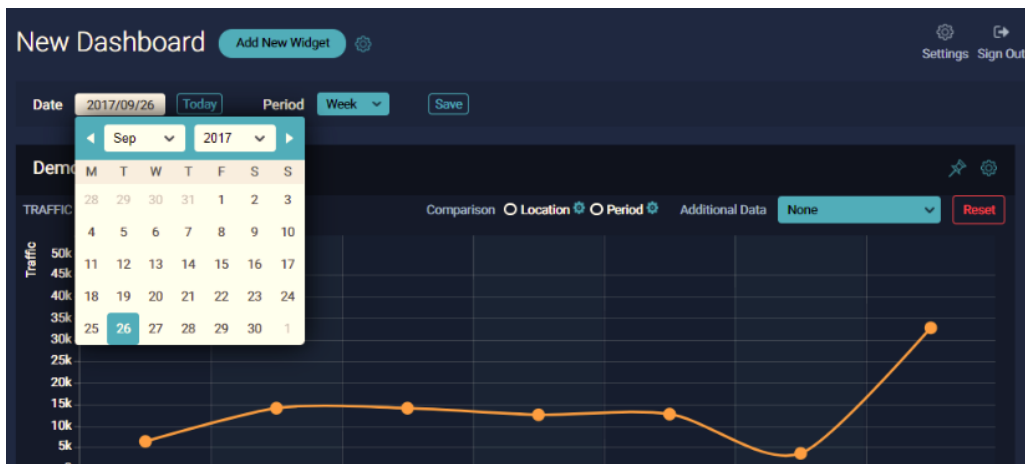 New Dashboard Add New Widget
Settings Sign Out
Date 2017/09/26 Today Period Week Save
Sep 2017
M T W T F S S
28 29 30 31 1 2 3
4 5 6 7 8 9 10
11 12 13 14 15 16 17
18 19 20 21 22 23 24
25 26 27 28 29 30 1
Demo
TRAFFIC Comparison Location Period Additional Data None Reset
Traffic
50k
45k
40k
35k
30k
25k
20k
15k
10k
5k